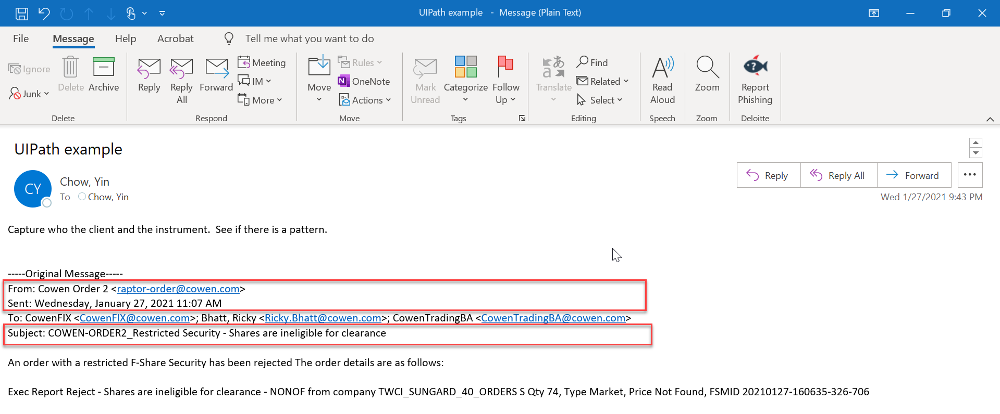 UIPath example - Message (Plain Text)
File Message Help Acrobat Tell me what you want to do
Ignore
Junk
Delete
Archive
Delete
Reply
Reply All
Forward
Meeting
IM
More
Respond
Move
Rules
OneNote
Actions
Move
Mark Unread
Categorize
Follow Up
Tags
Translate
Find
Related
Select
Editing
Read Aloud
Speech
Zoom
Zoom
Report Phishing
Deloitte
UIPath example
CY
Chow, Yin
To Chow, Yin
Reply Reply All Forward
Wed 1/27/2021 9:43 PM
Capture who the client and the instrument. See if there is a pattern.
-----Original Message-----
From: Cowen Order 2 <raptor-order@cowen.com>
Sent: Wednesday, January 27, 2021 11:07 AM
To: CowenFIX <CowenFIX@cowen.com>; Bhatt, Ricky <Ricky.Bhatt@cowen.com>; CowenTradingBA <CowenTradingBA@cowen.com>
Subject: COWEN-ORDER2_Restricted Security - Shares are ineligible for clearance
An order with a restricted F-Share Security has been rejected The order details are as follows:
Exec Report Reject - Shares are ineligible for clearance - NONOF from company TWCI_SUNGARD_40_ORDERS S Qty 74, Type Market, Price Not Found, FSMID 20210127-160635-326-706